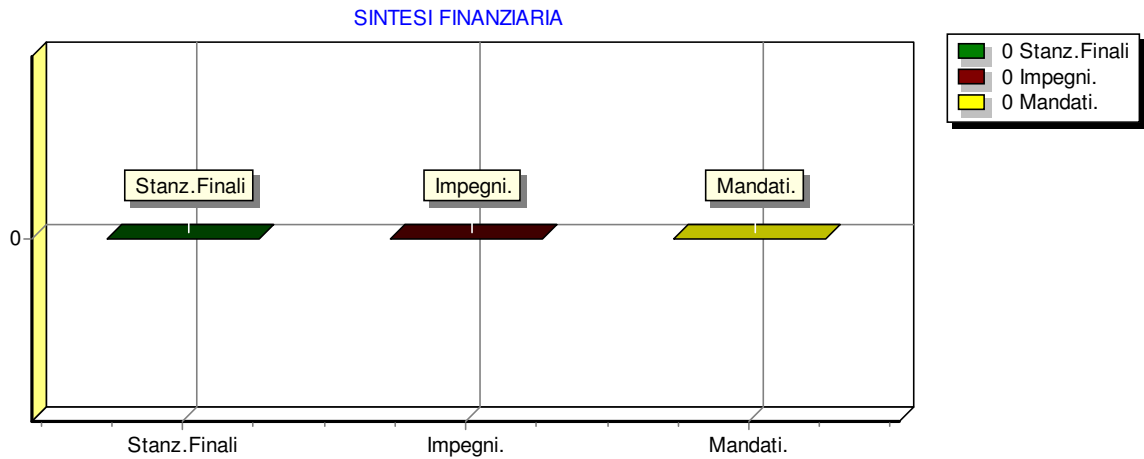 SINTESI FINANZIARIA
0 Stanz.Finali
0 Impegni.
0 Mandati.
Stanz.Finali
Impegni.
Mandati.
0
Stanz.Finali
Impegni.
Mandati.